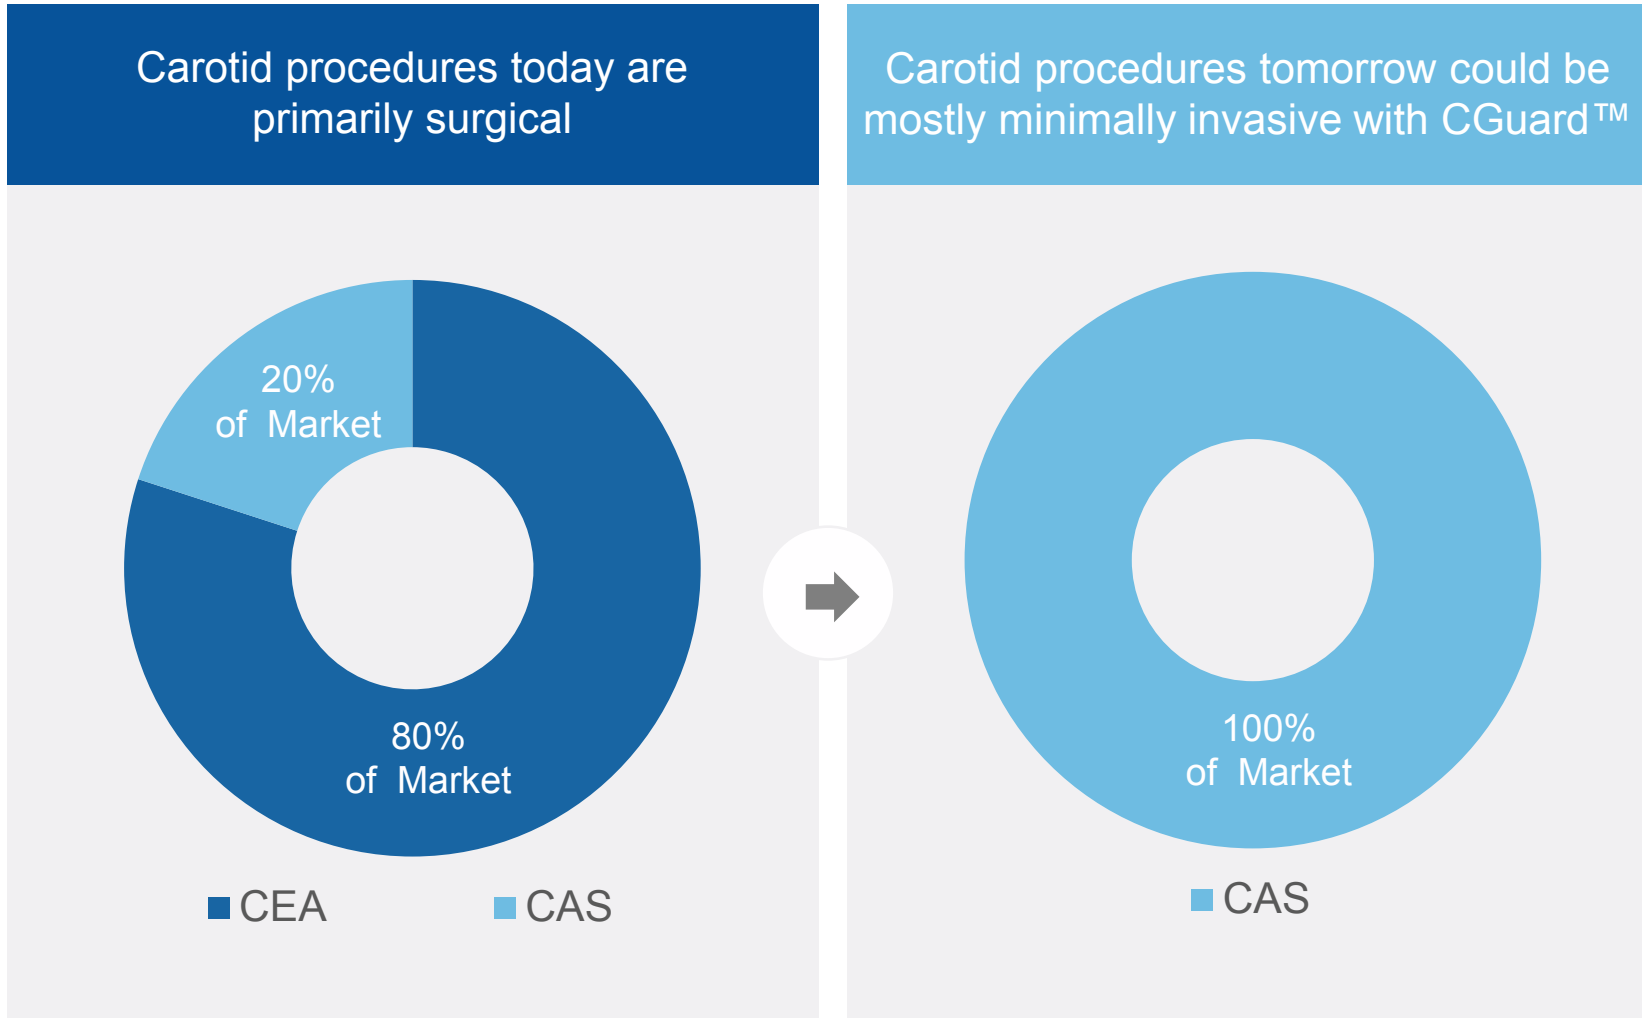 Carotid procedures today are
primarily surgical
20%
of Market
80%
of Market
CEA
CAS
Carotid procedures tomorrow could be
mostly minimally invasive with CGuard™
100%
of Market
CAS